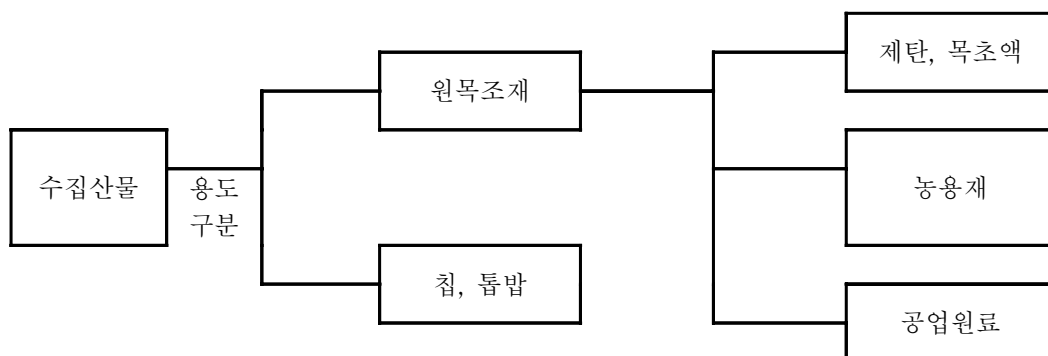 수집산물
용도
구분
원목조재
칩, 톱밥
제탄, 목초액
농용재
공업원료